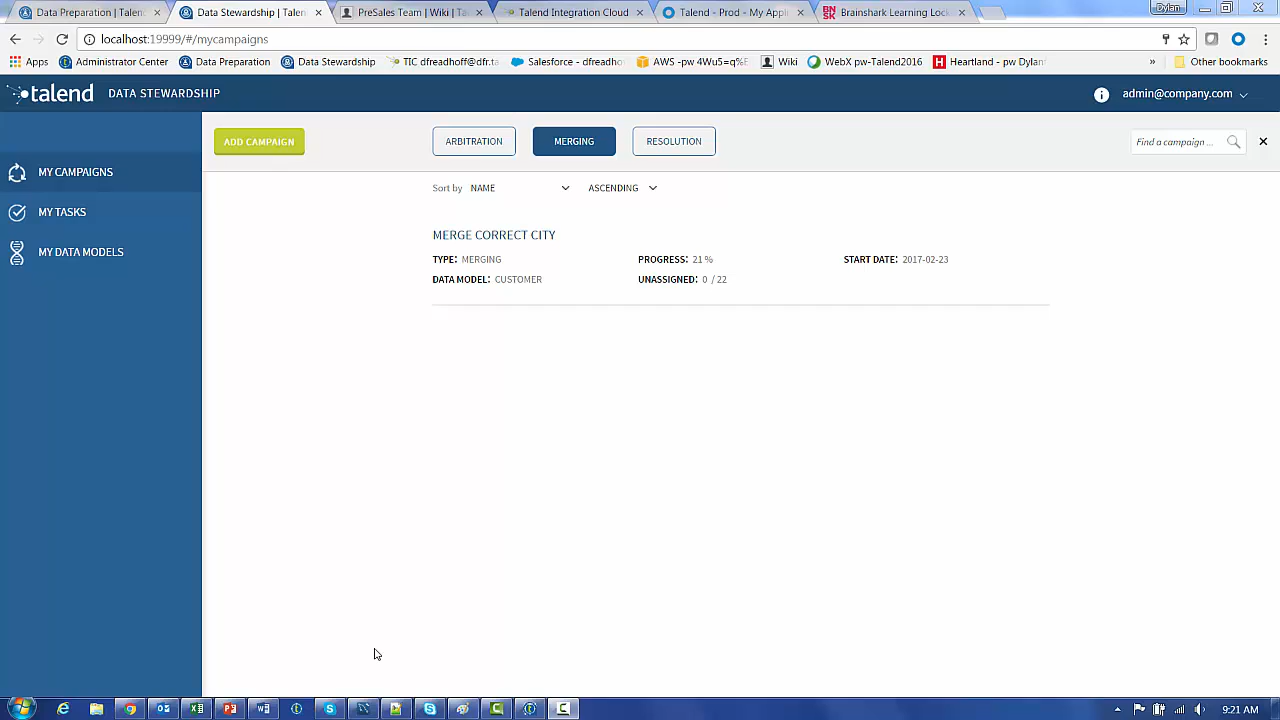 Data Preparation | Talend
Data Stewardship | Talen
PreSales Team | Wiki | Ta
Talend Integration Cloud
Talend - Prod - My Appl
Brainshark Learning Lock
Dylan
localhost:19999/#/mycampaigns
Apps
Administrator Center
Data Preparation
Data Stewardship
TIC dfreadhoff@df.ta
Salesforce - dfreadho
AWS -pw 4Wu5=q%E
Wiki
WebX pw-Talend2016
Heartland - pw Dylan
»
Other bookmarks
talend
DATA STEWARDSHIP
admin@company.com
ADD CAMPAIGN
ARBITRATION
MERGING
RESOLUTION
Find a campaign ...
MY CAMPAIGNS
MY TASKS
MY DATA MODELS
Sort by NAME ASCENDING
MERGE CORRECT CITY
TYPE: MERGING PROGRESS: 21 % START DATE: 2017-02-23
DATA MODEL: CUSTOMER UNASSIGNED: 0 / 22
9:21 AM